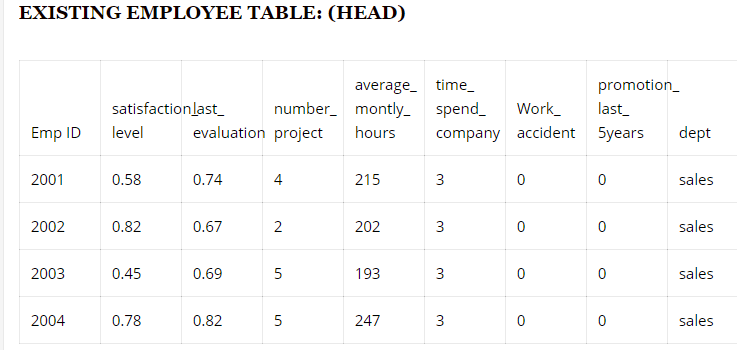 EXISTING EMPLOYEE TABLE: (HEAD)
average_ time_ promotion_
satisfaction_ last_ number_ montly_ spend_ Work_ last_
Emp ID level evaluation project hours company accident 5years dept
2001 0.58 0.74 4 215 3 0 0 sales
2002 0.82 0.67 2 202 3 0 0 sales
2003 0.45 0.69 5 193 3 0 0 sales
2004 0.78 0.82 5 247 3 0 0 sales